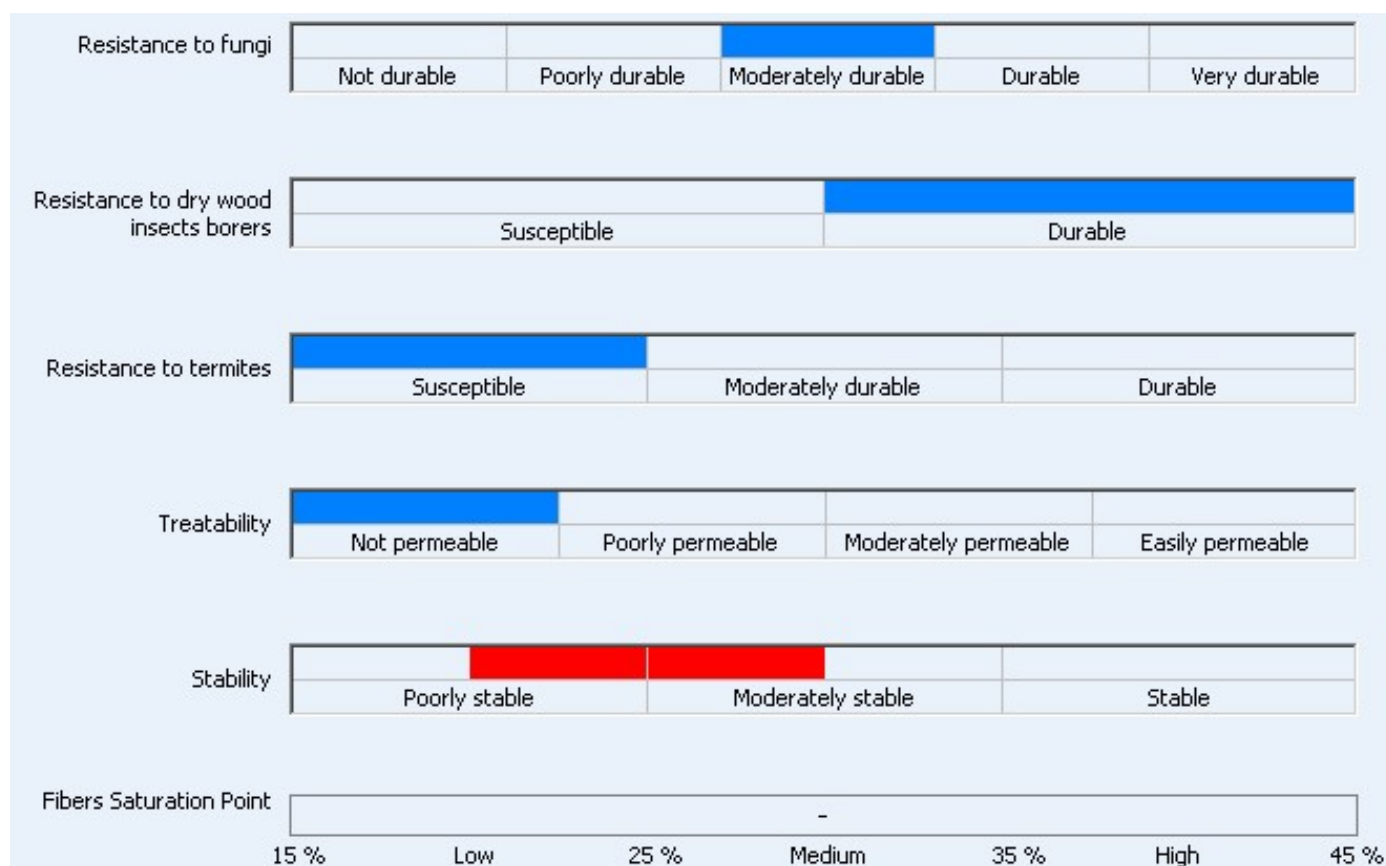 Resistance to fungi
Not durable Poorly durable Moderately durable Durable Very durable
Resistance to dry wood
insects borers
Susceptible Durable
Resistance to termites
Susceptible Moderately durable Durable
Treatability
Not permeable Poorly permeable Moderately permeable Easily permeable
Stability
Poorly stable Moderately stable Stable
Fibers Saturation Point
-
15 % Low 25 % Medium 35 % High 45 %